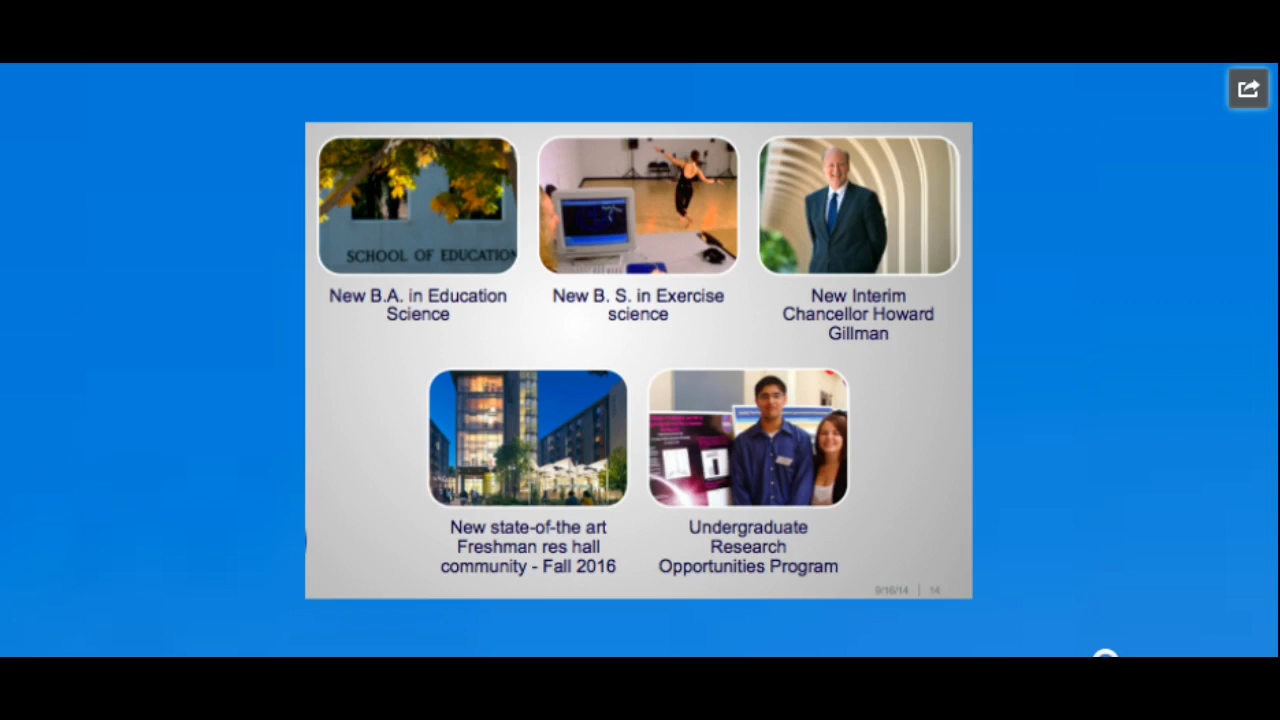 SCHOOL OF EDUCATION
New B.A. in Education
Science
New B. S. in Exercise
science
New Interim
Chancellor Howard
Gillman
New state-of-the art
Freshman res hall
community - Fall 2016
Undergraduate
Research
Opportunities Program
9/16/14 | 14